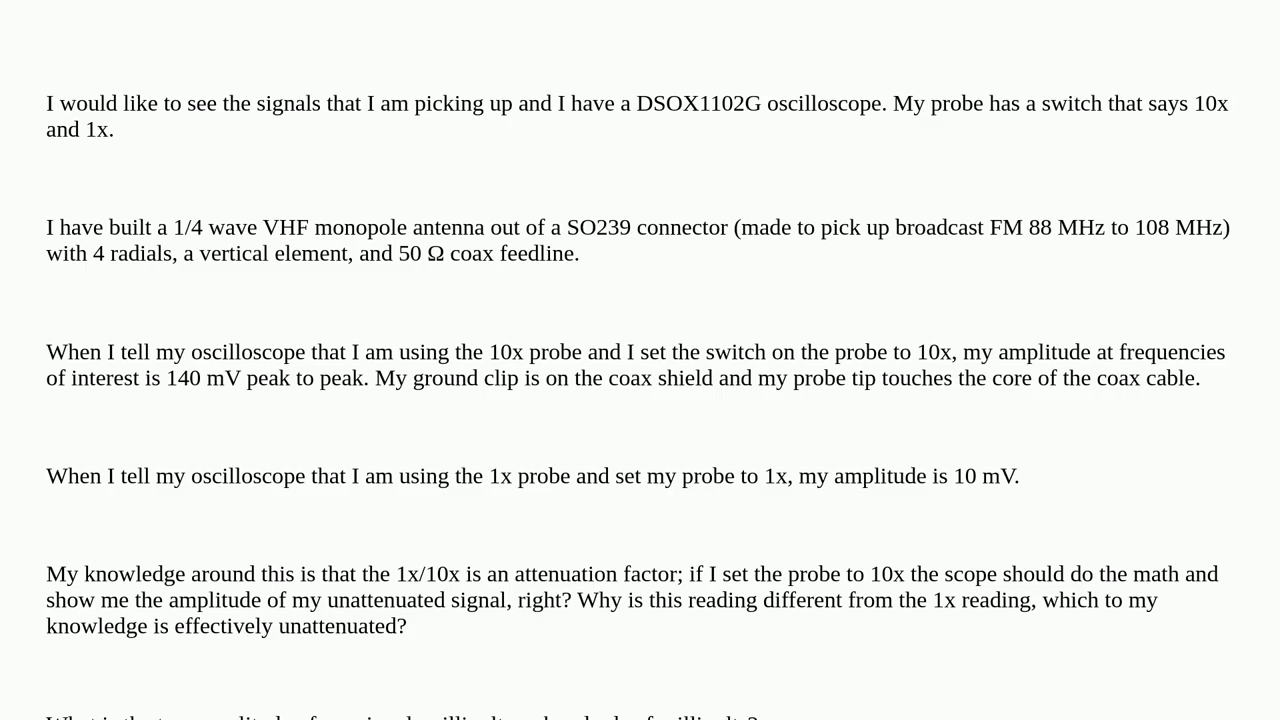 I would like to see the signals that I am picking up and I have a DSOX1102G oscilloscope. My probe has a switch that says 10x
and 1x.
I have built a 1/4 wave VHF monopole antenna out of a SO239 connector (made to pick up broadcast FM 88 MHz to 108 MHz)
with 4 radials, a vertical element, and 50 Ω coax feedline.
When I tell my oscilloscope that I am using the 10x probe and I set the switch on the probe to 10x, my amplitude at frequencies
of interest is 140 mV peak to peak. My ground clip is on the coax shield and my probe tip touches the core of the coax cable.
When I tell my oscilloscope that I am using the 1x probe and set my probe to 1x, my amplitude is 10 mV.
My knowledge around this is that the 1x/10x is an attenuation factor; if I set the probe to 10x the scope should do the math and
show me the amplitude of my unattenuated signal, right? Why is this reading different from the 1x reading, which to my
knowledge is effectively unattenuated?